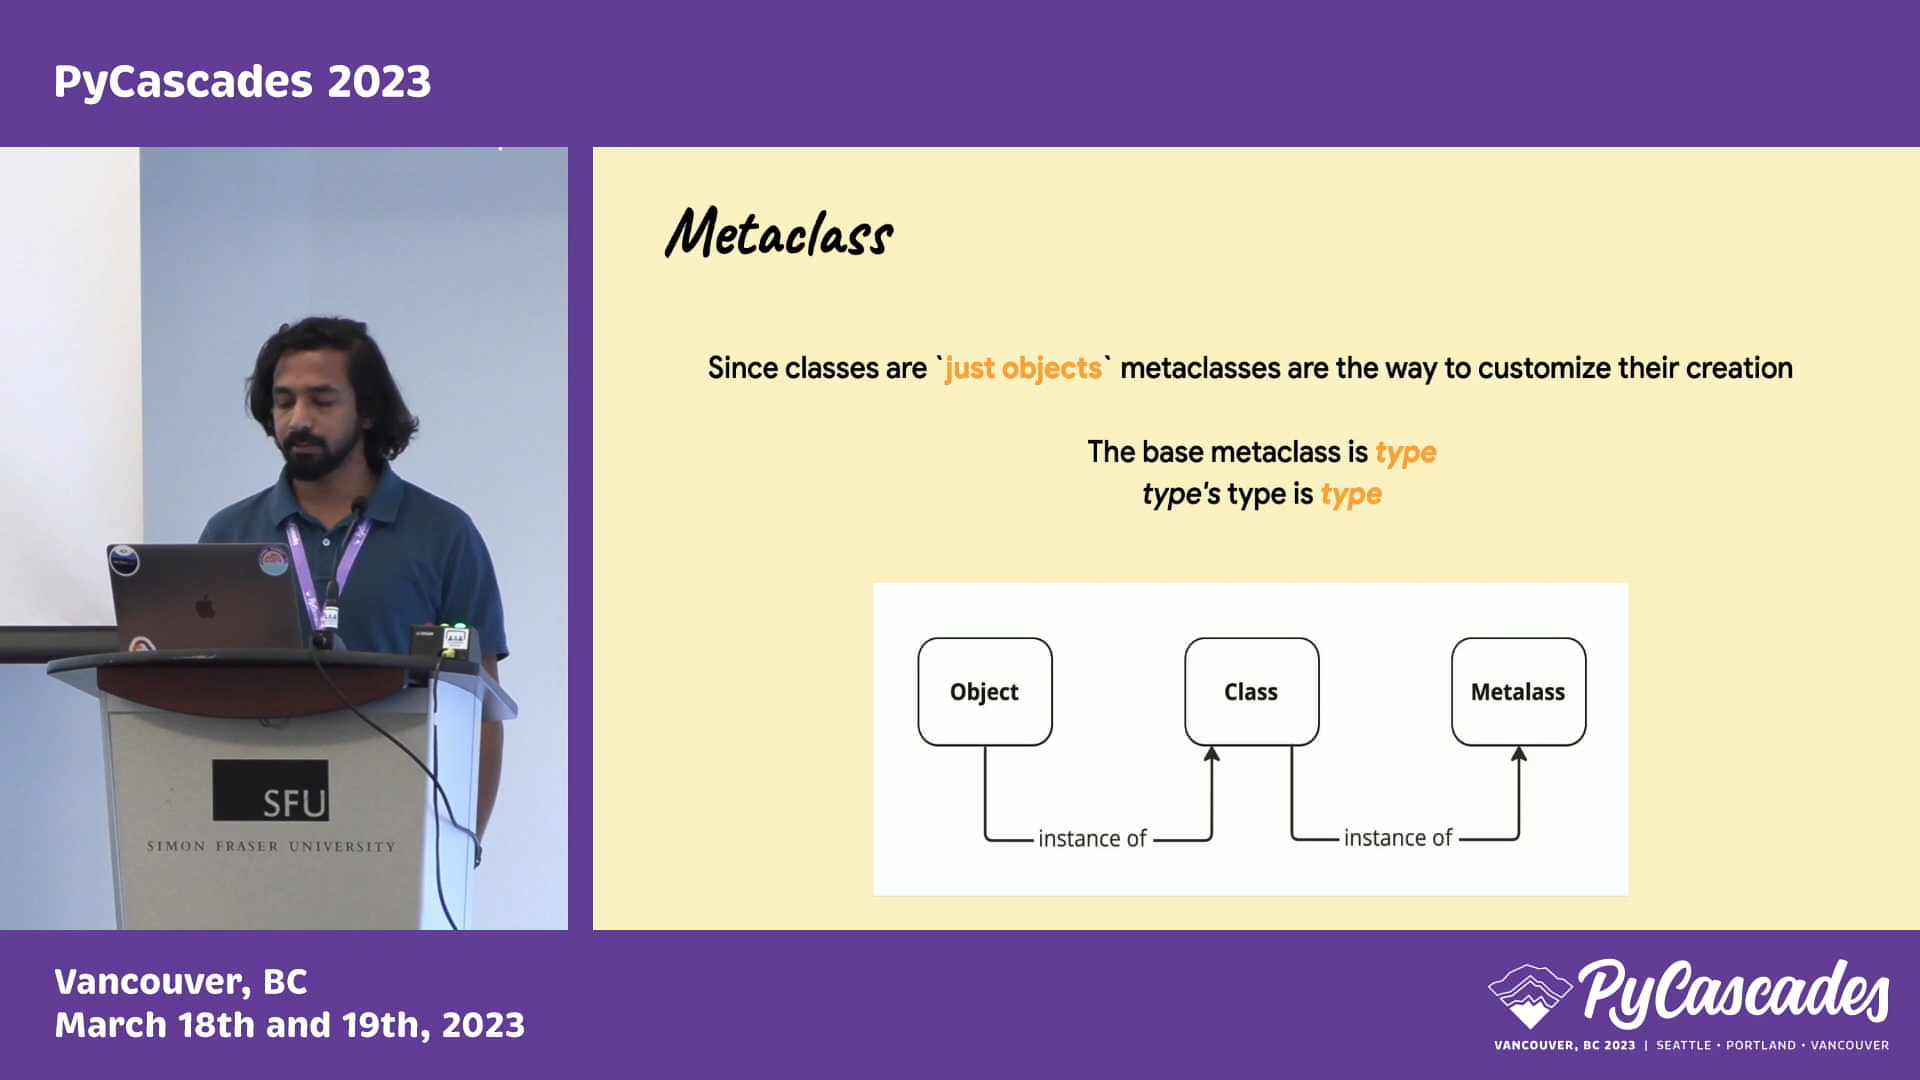 PyCascades 2023
Metaclass
Since classes are `just objects` metaclasses are the way to customize their creation
The base metaclass is type
type's type is type
Object
Class
Metalass
instance of
instance of
SFU
SIMON FRASER UNIVERSITY
Vancouver, BC
March 18th and 19th, 2023
PyCascades
VANCOUVER, BC 2023 | SEATTLE • PORTLAND • VANCOUVER